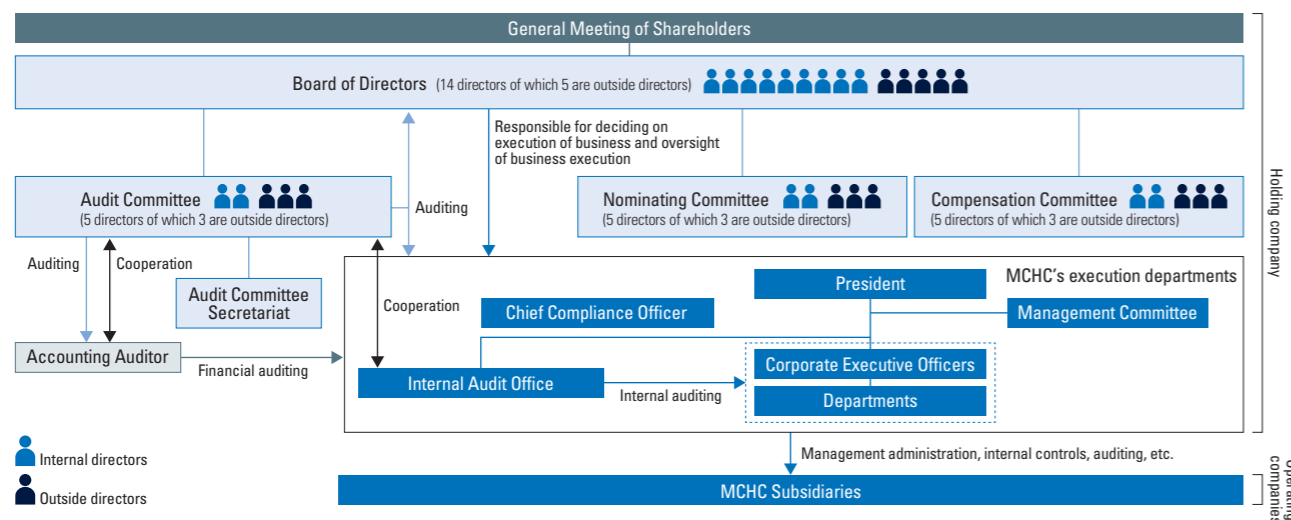 General Meeting of Shareholders
Board of Directors (14 directors of which 5 are outside directors)
Responsible for deciding on
execution of business and oversight
of business execution
Audit Committee
(5 directors of which 3 are outside directors)
Auditing
Nominating Committee
(5 directors of which 3 are outside directors)
Compensation Committee
(5 directors of which 3 are outside directors)
Holding company
Auditing
Cooperation
Audit Committee
Secretariat
Cooperation
MCHC's execution departments
President
Chief Compliance Officer
Management Committee
Accounting Auditor
Financial auditing
Internal Audit Office
Internal auditing
Corporate Executive Officers
Departments
Internal directors
Outside directors
Management administration, internal controls, auditing, etc.
MCHC Subsidiaries
Operating
companies